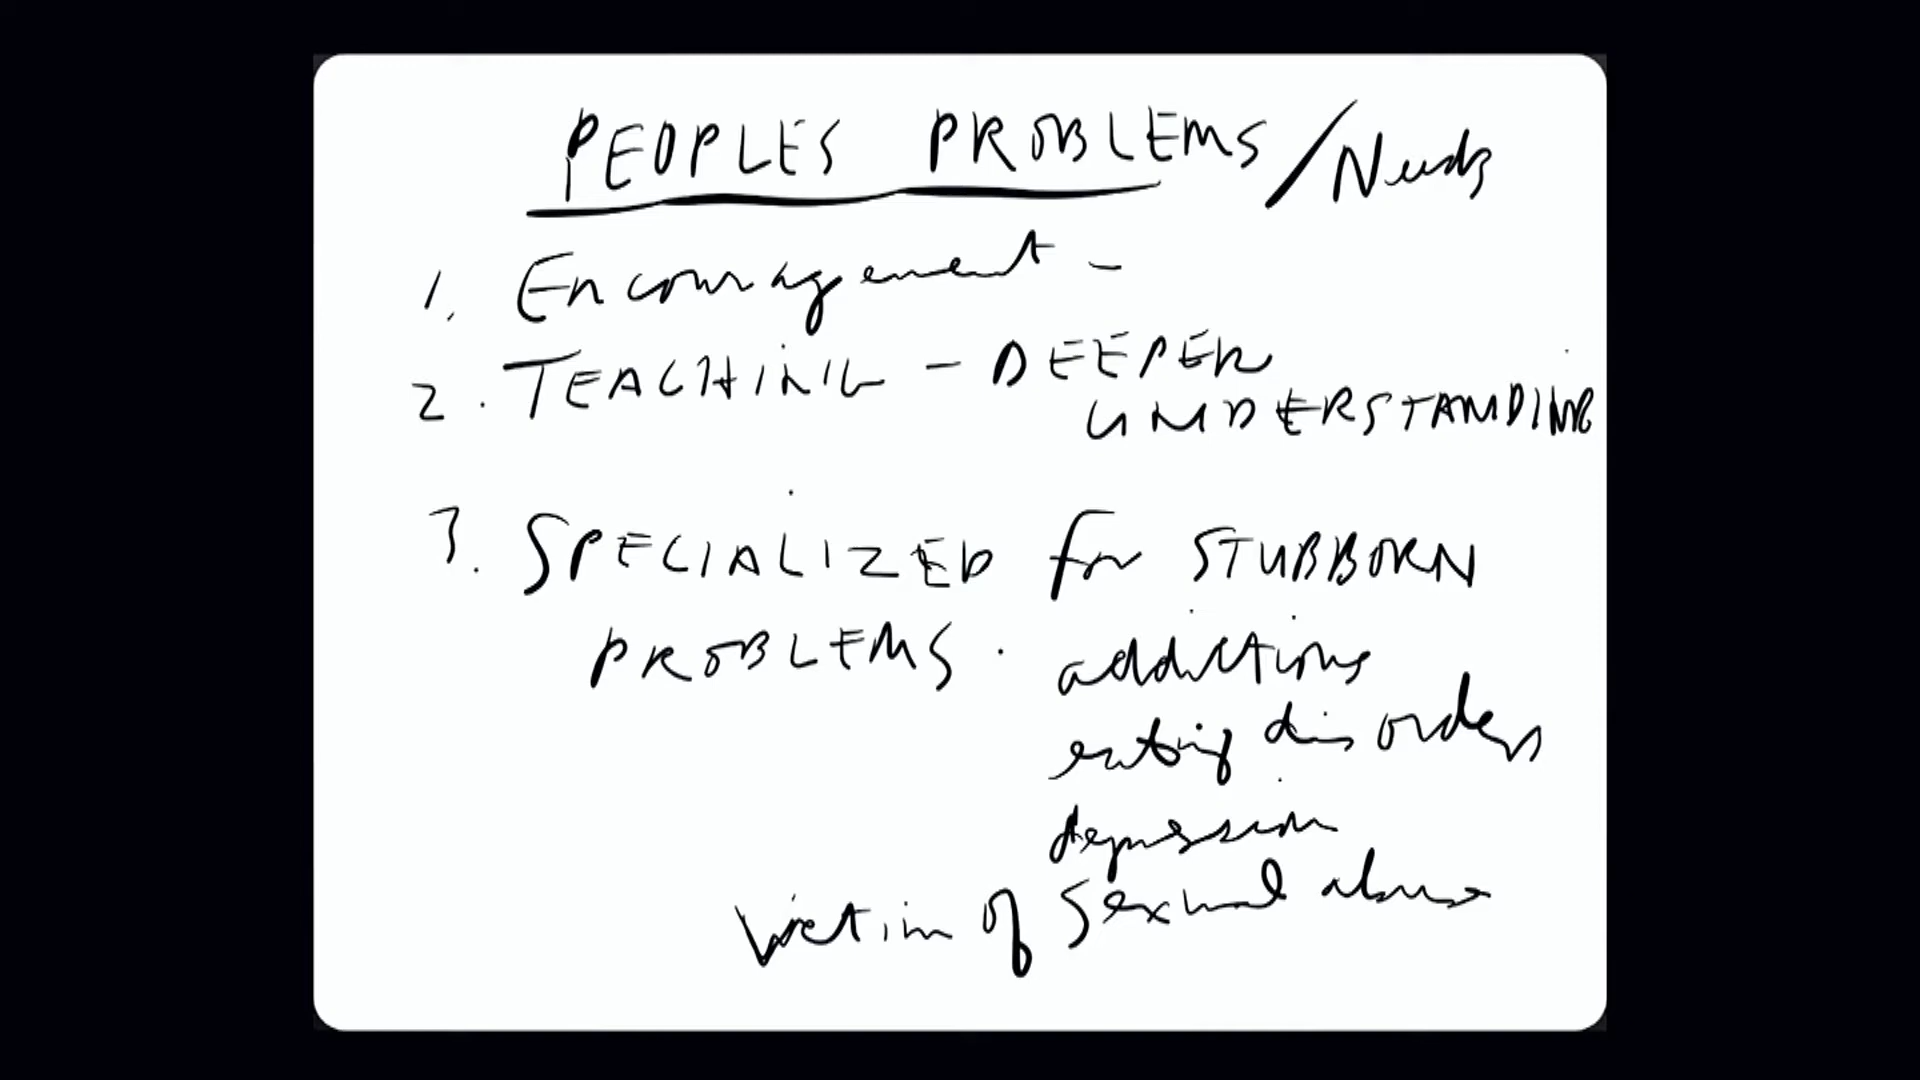 PEOPLES PROBLEMS/Needs
1. Encouragement -
2. TEACHING - DEEPER
UNDERSTANDING
3. SPECIALIZED for STUBBORN
PROBLEMS. addictions
eating disorders
depression
Victim of Sexual abuse